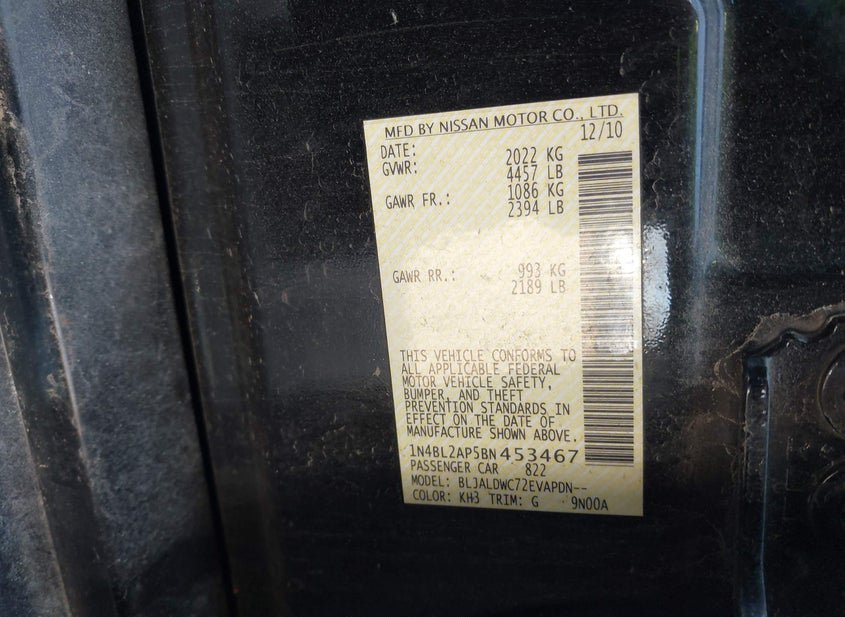 MFD BY NISSAN MOTOR CO., LTD.
DATE: 12/10
GVWR: 2022 KG
4457 LB
GAWR FR.: 1086 KG
2394 LB
GAWR RR.: 993 KG
2189 LB
THIS VEHICLE CONFORMS TO
ALL APPLICABLE FEDERAL
MOTOR VEHICLE SAFETY,
BUMPER, AND THEFT
PREVENTION STANDARDS IN
EFFECT ON THE DATE OF
MANUFACTURE SHOWN ABOVE.
1N4BL2AP5BN453467
PASSENGER CAR 822
MODEL: BLJALDWC72EVAPDN--
COLOR: KH3 TRIM: G 9N00A